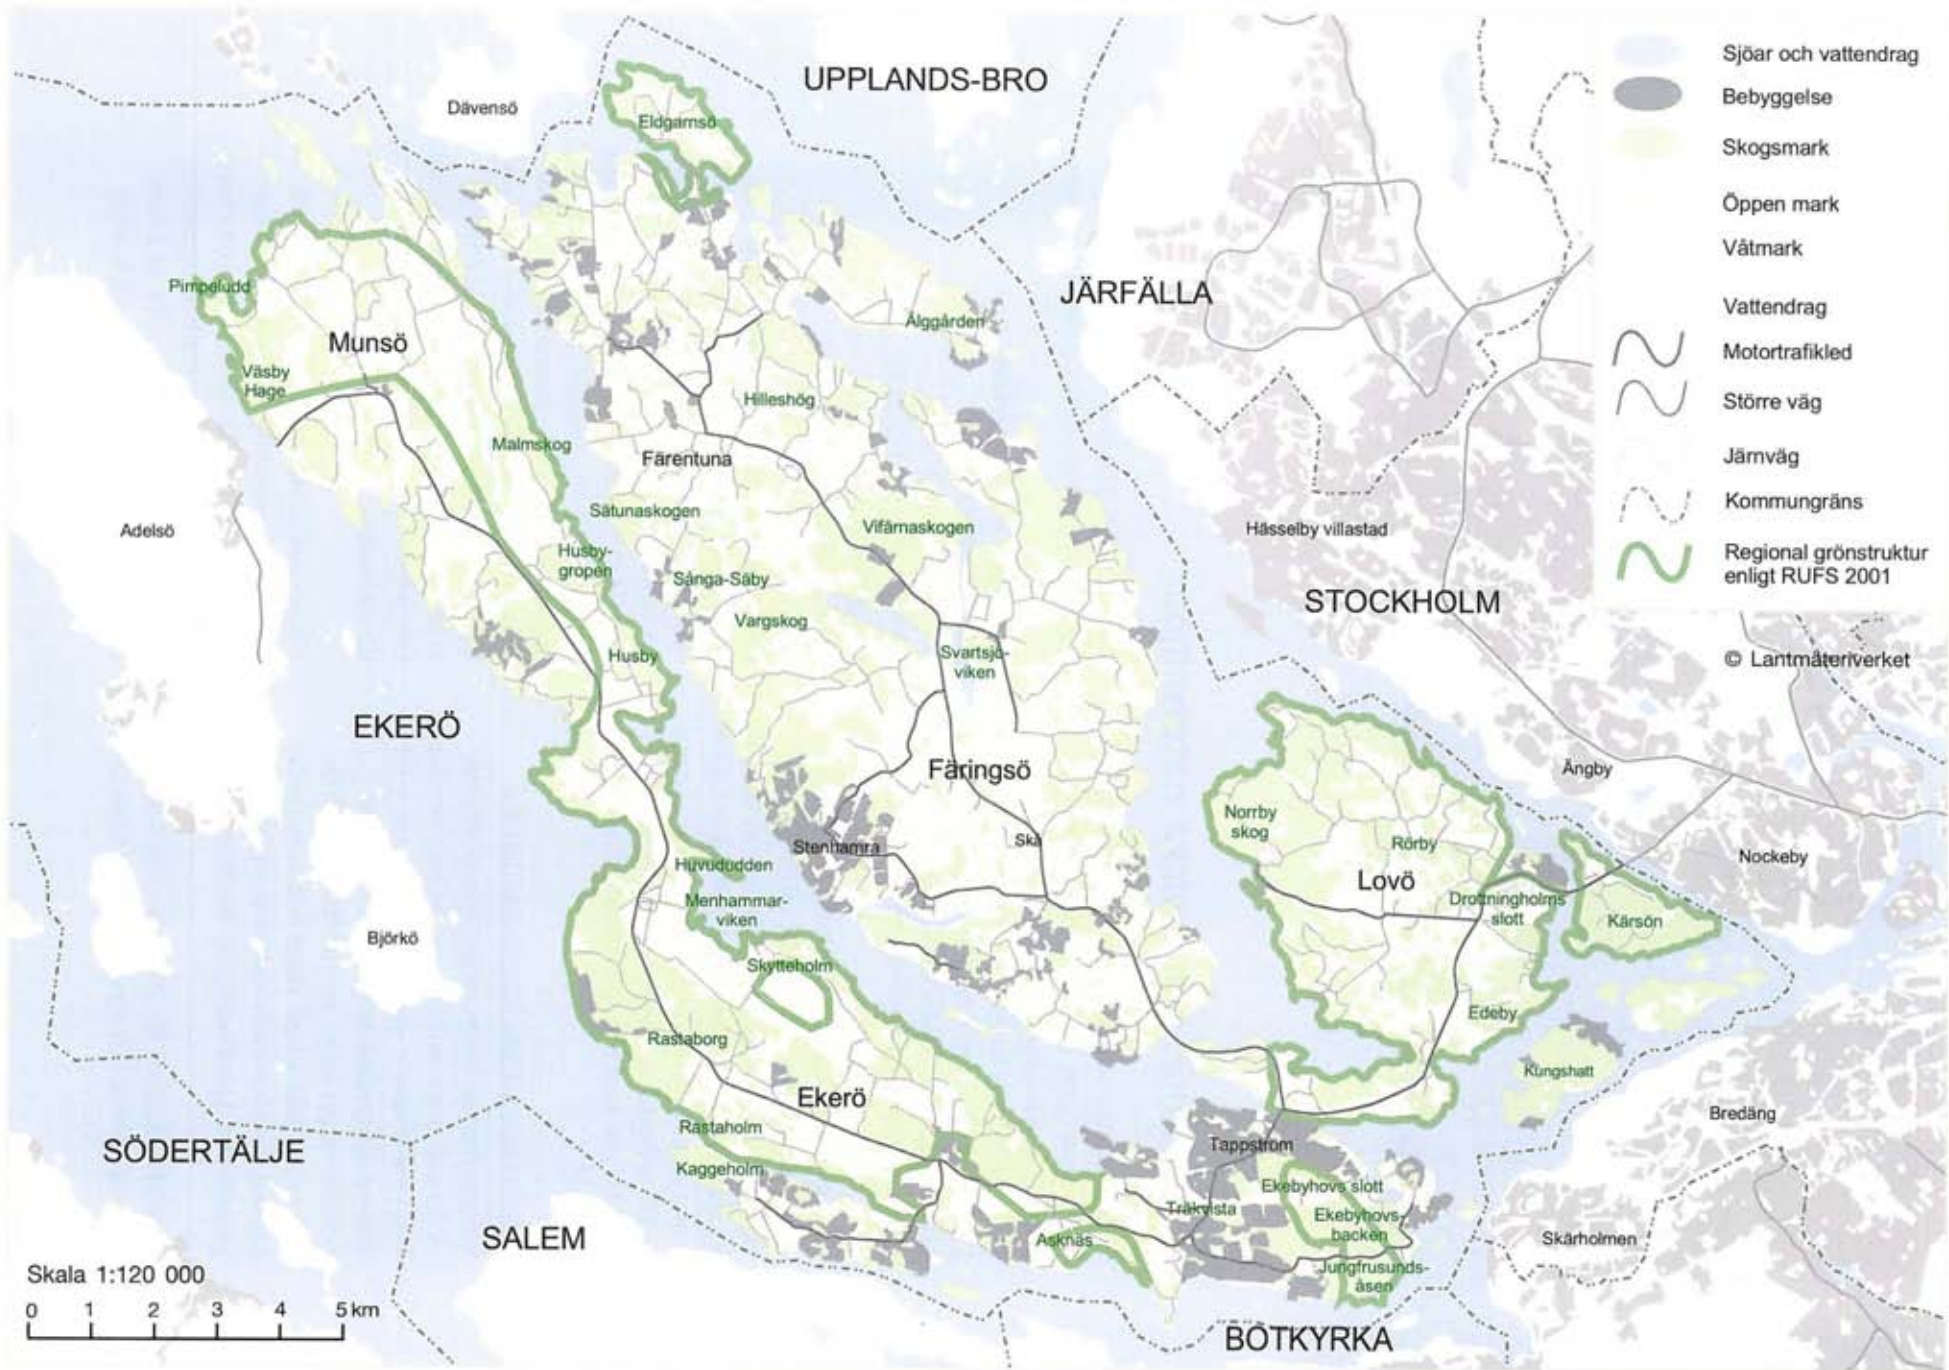 UPPLANDS-BRO
Sjöar och vattendrag
Bebyggelse
Skogsmark
Öppen mark
Våtmark
Vattendrag
Motortrafikled
Större väg
Järnväg
Kommungräns
Regional grönstruktur
enligt RUFS 2001
© Lantmäteriverket
Dävensö
Eldgarnsö
JÄRFÄLLA
Pimpeludd
Älggården
Munsö
Väsby
Hage
Hilleshög
Malmskog
Färentuna
Sätunaskogen
Vifärnaskogen
Adelsö
Hässelby villastad
Husby-
gropen
Sånga-Säby
STOCKHOLM
Vargskog
Husby
Svartsjö-
viken
EKERÖ
Färingsö
Ängby
Norrby
skog
Rörby
Stenhamra
Skå
Nockeby
Huvududden
Lovö
Menhammar-
viken
Drottningholms
slott
Kärsön
Björkö
Skytteholm
Edeby
Rastaborg
Kungshatt
Ekerö
Bredäng
Rastaholm
SÖDERTÄLJE
Tappström
Kaggeholm
Ekebyhovs slott
Träkvista
Ekebyhovs-
backen
SALEM
Asknäs
Skärholmen
Jungfrusunds-
åsen
BOTKYRKA
Skala 1:120 000
0 1 2 3 4 5 km